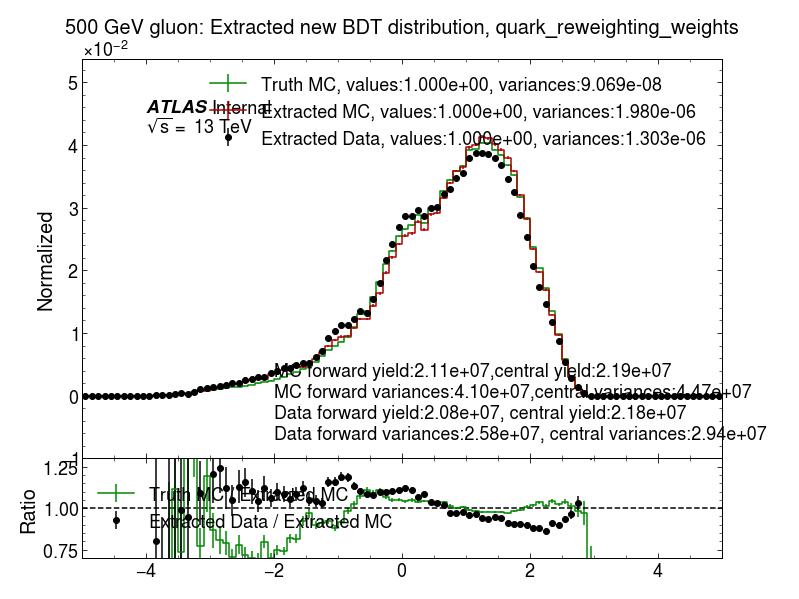 500 GeV gluon: Extracted new BDT distribution, quark_reweighting_weights
×10⁻²
Truth MC, values:1.000e+00, variances:9.069e-08
ATLAS Internal
Extracted MC, values:1.000e+00, variances:1.980e-06
√s = 13 TeV
Extracted Data, values:1.000e+00, variances:1.303e-06
5
4
3
2
1
0
Normalized
MC forward yield:2.11e+07,central yield:2.19e+07
MC forward variances:4.10e+07,central variances:4.47e+07
Data forward yield:2.08e+07, central yield:2.18e+07
Data forward variances:2.58e+07, central variances:2.94e+07
1.25
1.00
0.75
Ratio
Truth MC / Extracted MC
Extracted Data / Extracted MC
−4 −2 0 2 4